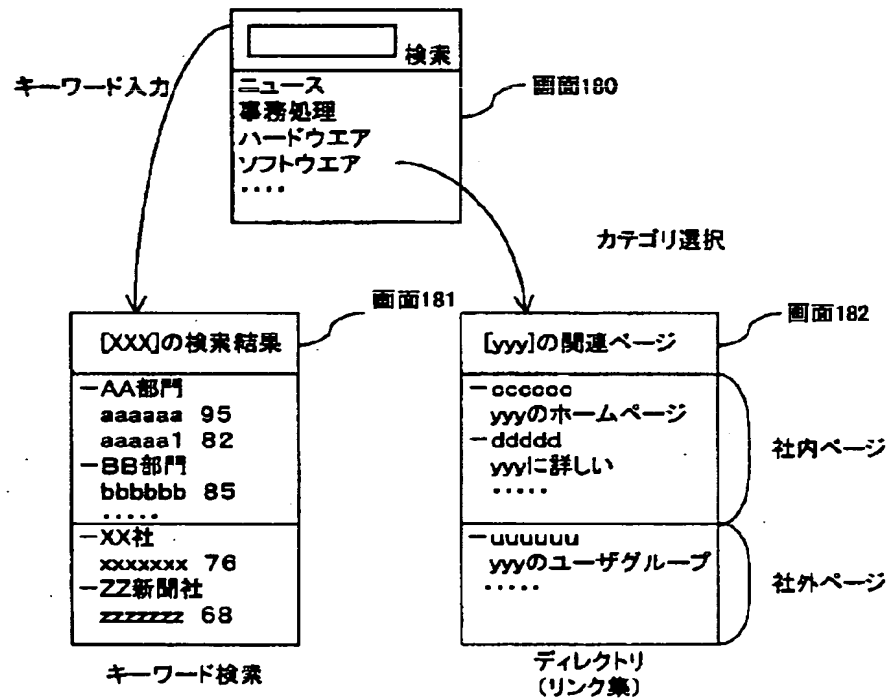 検索
キーワード入力
ニュース
事務処理
ハードウエア
ソフトウエア
‥‥
画面180
カテゴリ選択
画面181
[XXX]の検索結果
ーAA部門
aaaaaa 95
aaaaa1 82
ーBB部門
bbbbbb 85
‥‥‥
ーXX社
xxxxxxx 76
ーZZ新聞社
zzzzzzz 68
キーワード検索
画面182
[yyy]の関連ページ
ーcccccc
yyyのホームページ
ーddddd
yyyに詳しい
‥‥‥
ーuuuuuu
yyyのユーザグループ
‥‥‥
社内ページ
社外ページ
ディレクトリ
(リンク集)